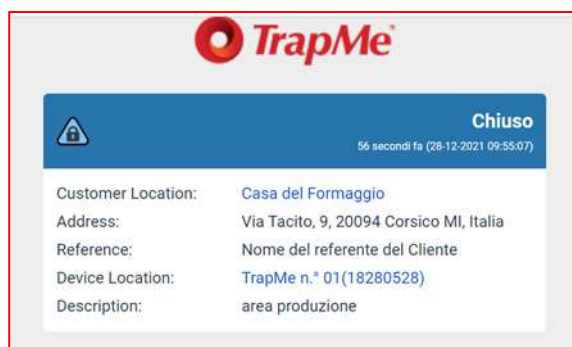 TrapMe
Chiuso
56 secondi fa (28-12-2021 09:55:07)
Customer Location: Casa del Formaggio
Address: Via Tacito, 9, 20094 Corsico MI, Italia
Reference: Nome del referente del Cliente
Device Location: TrapMe n.° 01(18280528)
Description: area produzione